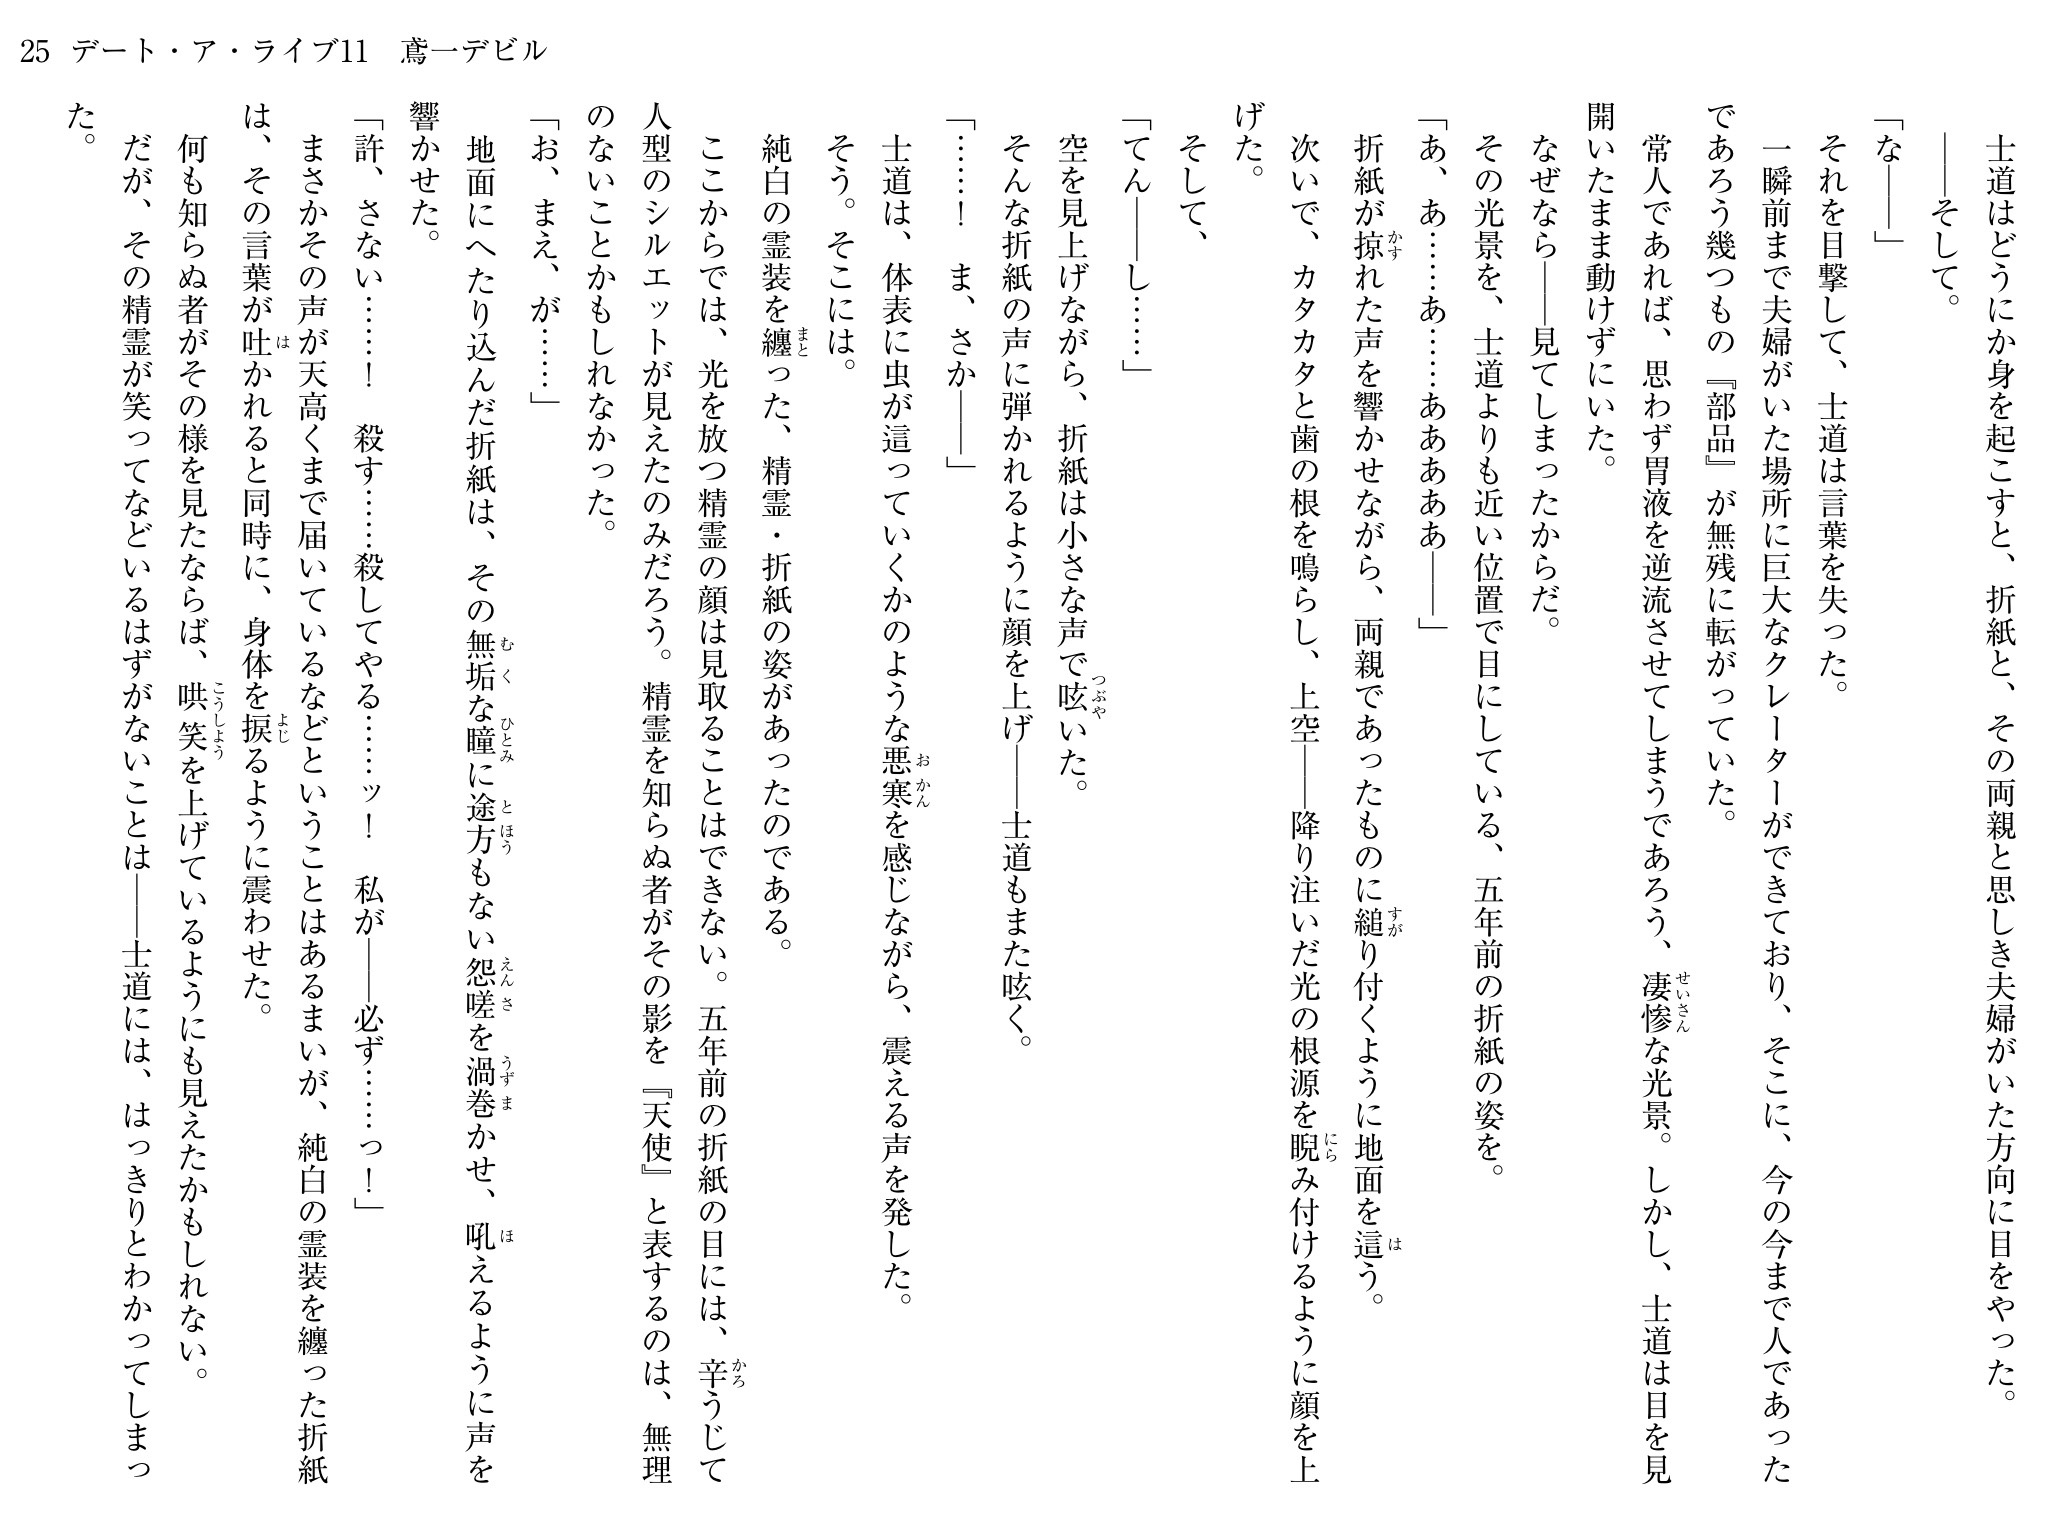 25 デート・ア・ライブ11 鳶一デビル
士道はどうにか身を起こすと、折紙と、その両親と思しき夫婦がいた方向に目をやった。
――そして。
「な――」
それを目撃して、士道は言葉を失った。
一瞬前まで夫婦がいた場所に巨大なクレーターができており、そこに、今の今まで人であった
であろう幾つもの『部品』が無残に転がっていた。
常人であれば、思わず胃液を逆流させてしまうであろう、凄惨な光景。しかし、士道は目を見
開いたまま動けずにいた。
なぜなら――見てしまったからだ。
その光景を、士道よりも近い位置で目にしている、五年前の折紙の姿を。
「あ、あ……あ……あああああ――」
折紙が掠れた声を響かせながら、両親であったものに縋り付くように地面を這う。
次いで、カタカタと歯の根を鳴らし、上空――降り注いだ光の根源を睨み付けるように顔を上
げた。
そして、
「てん――し……」
空を見上げながら、折紙は小さな声で呟いた。
そんな折紙の声に弾かれるように顔を上げ――士道もまた呟く。
「……！　ま、さか――」
士道は、体表に虫が這っていくかのような悪寒を感じながら、震える声を発した。
そう。そこには。
純白の霊装を纏った、精霊・折紙の姿があったのである。
ここからでは、光を放つ精霊の顔は見取ることはできない。五年前の折紙の目には、辛うじて
人型のシルエットが見えたのみだろう。精霊を知らぬ者がその影を『天使』と表するのは、無理
のないことかもしれなかった。
「お、まえ、が……」
地面にへたり込んだ折紙は、その無垢な瞳に途方もない怨嗟を渦巻かせ、吼えるように声を
響かせた。
「許、さない……！　殺す……殺してやる……ッ！　私が――必ず……っ！」
まさかその声が天高くまで届いているなどということはあるまいが、純白の霊装を纏った折紙
は、その言葉が吐かれると同時に、身体を捩るように震わせた。
何も知らぬ者がその様を見たならば、哄笑を上げているようにも見えたかもしれない。
だが、その精霊が笑ってなどいるはずがないことは――士道には、はっきりとわかってしまっ
た。